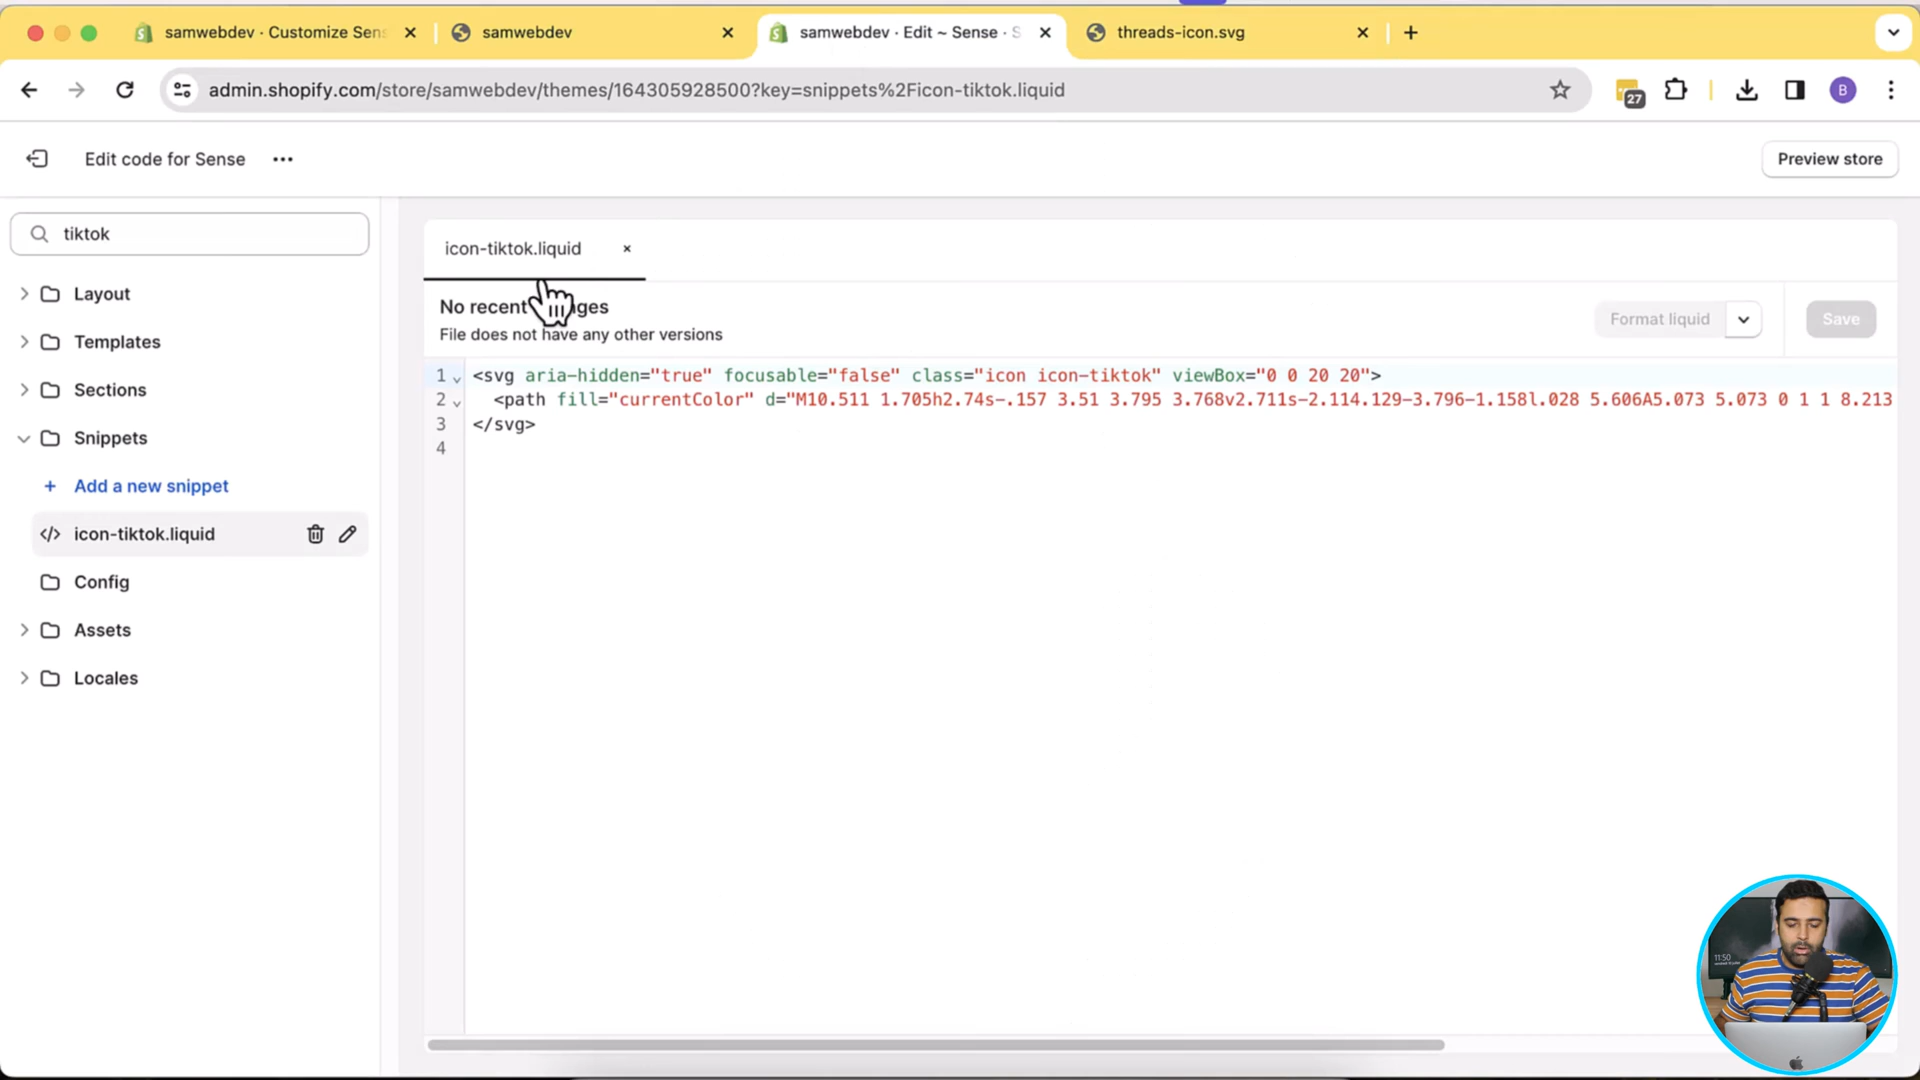 samwebdev · Customize Sens
samwebdev
samwebdev · Edit ~ Sense · S
threads-icon.svg
admin.shopify.com/store/samwebdev/themes/164305928500?key=snippets%2Ficon-tiktok.liquid
27
B
Edit code for Sense
Preview store
tiktok
Layout
Templates
Sections
Snippets
+ Add a new snippet
</> icon-tiktok.liquid
Config
Assets
Locales
icon-tiktok.liquid
No recent
File does not have any other versions
Format liquid
Save
1 <svg aria-hidden="true" focusable="false" class="icon icon-tiktok" viewBox="0 0 20 20">
2 <path fill="currentColor" d="M10.511 1.705h2.74s-.157 3.51 3.795 3.768v2.711s-2.114.129-3.796-1.158l.028 5.606A5.073 5.073 0 1 1 8.213
3 </svg>
4
11:50